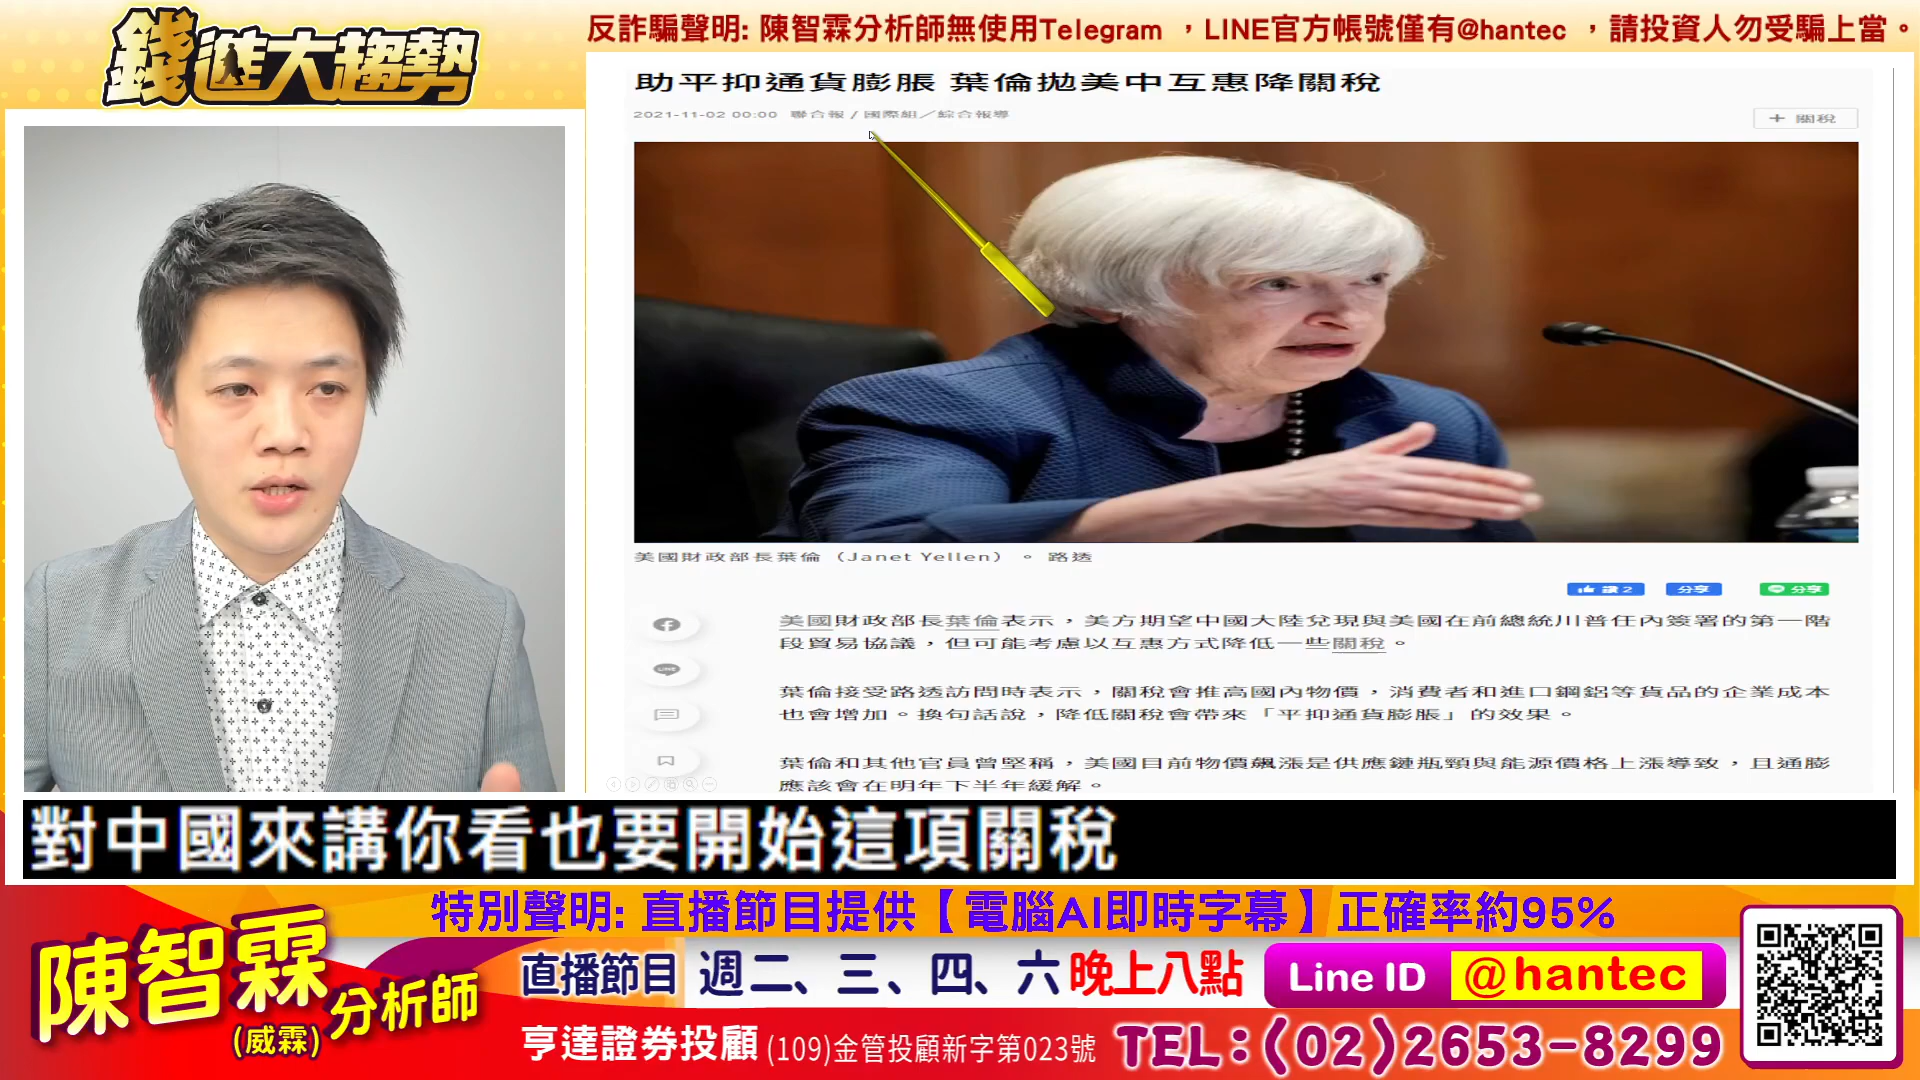 錢進大趨勢
反詐騙聲明: 陳智霖分析師無使用Telegram ，LINE官方帳號僅有@hantec ，請投資人勿受騙上當。
助平抑通貨膨脹 葉倫拋美中互惠降關稅
2021-11-02 00:00 聯合報 / 國際組／綜合報導
+ 關稅
美國財政部長葉倫（Janet Yellen）。 路透
讚 2
分享
分享
美國財政部長葉倫表示，美方期望中國大陸兌現與美國在前總統川普任內簽署的第一階
段貿易協議，但可能考慮以互惠方式降低一些關稅。
葉倫接受路透訪問時表示，關稅會推高國內物價，消費者和進口鋼鋁等貨品的企業成本
也會增加。換句話說，降低關稅會帶來「平抑通貨膨脹」的效果。
葉倫和其他官員曾堅稱，美國目前物價飆漲是供應鏈瓶頸與能源價格上漲導致，且通膨
應該會在明年下半年緩解。
LINE
對中國來講你看也要開始這項關稅
特別聲明: 直播節目提供【電腦AI即時字幕】正確率約95%
陳智霖分析師
(威霖)
直播節目 週二、三、四、六 晚上八點
Line ID @hantec
亨達證券投顧 (109)金管投顧新字第023號 TEL:(02)2653-8299